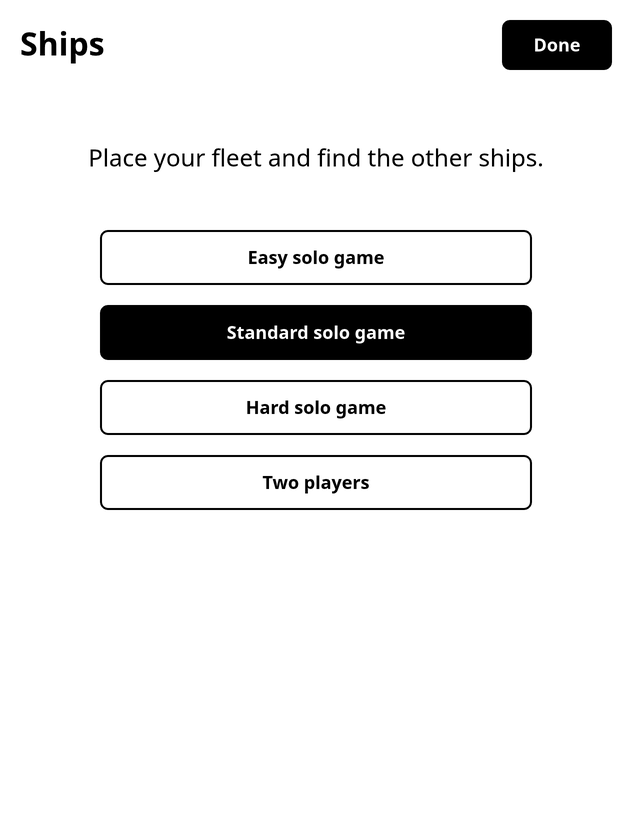 Ships
Done
Place your fleet and find the other ships.
Easy solo game
Standard solo game
Hard solo game
Two players